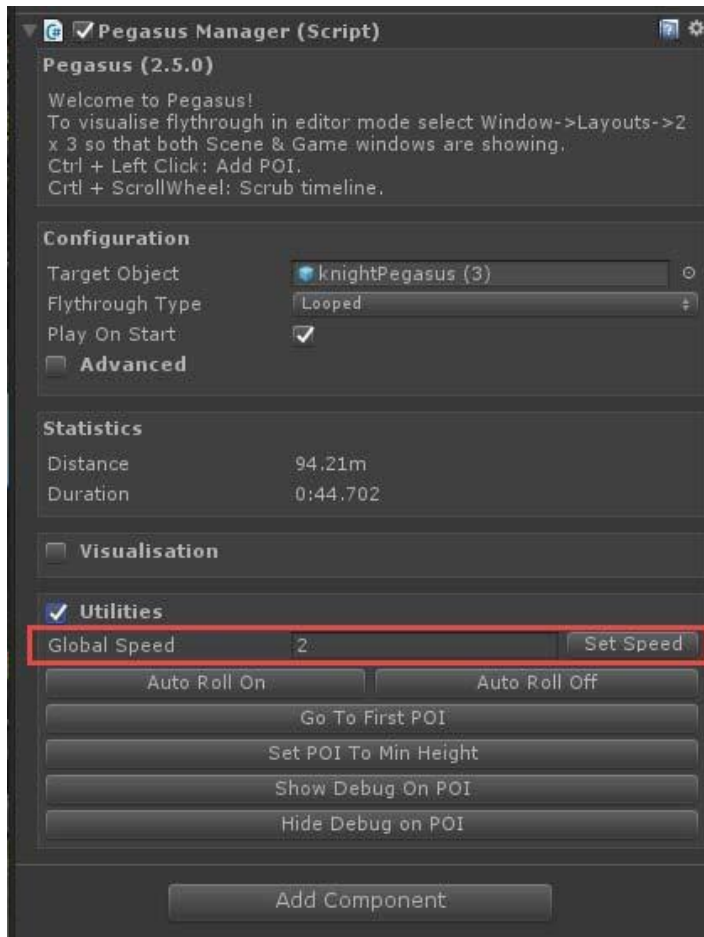 Pegasus Manager (Script)
Pegasus (2.5.0)
Welcome to Pegasus!
To visualise flythrough in editor mode select Window->Layouts->2
x 3 so that both Scene & Game windows are showing.
Ctrl + Left Click: Add POI.
Crtl + ScrollWheel: Scrub timeline.
Configuration
Target Object knightPegasus (3)
Flythrough Type Looped
Play On Start
Advanced
Statistics
Distance 94.21m
Duration 0:44.702
Visualisation
Utilities
Global Speed 2 Set Speed
Auto Roll On Auto Roll Off
Go To First POI
Set POI To Min Height
Show Debug On POI
Hide Debug on POI
Add Component